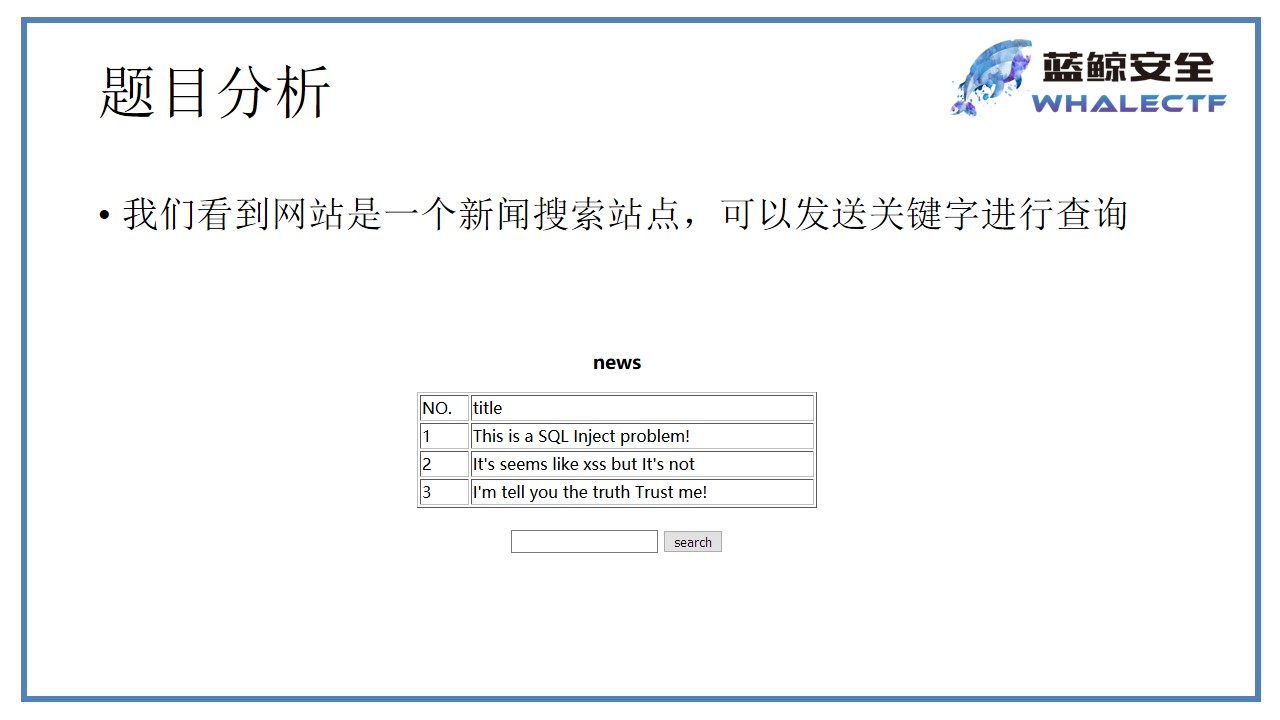 题目分析
蓝鲸安全
WHALECTF
• 我们看到网站是一个新闻搜索站点，可以发送关键字进行查询
news
NO. title
1 This is a SQL Inject problem!
2 It's seems like xss but It's not
3 I'm tell you the truth Trust me!
search